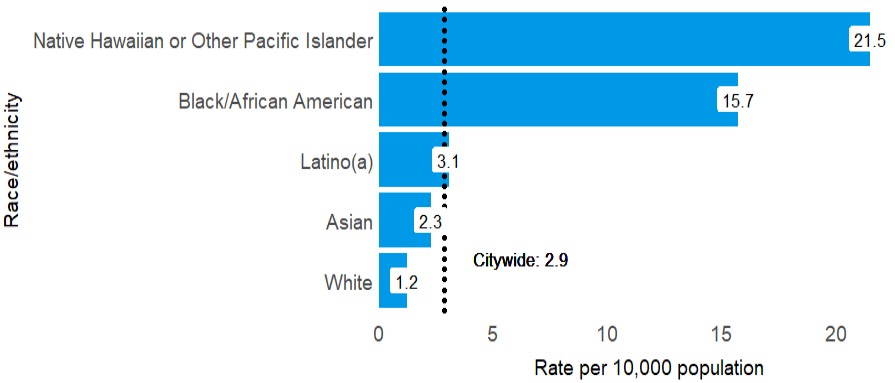 Race/ethnicity
Native Hawaiian or Other Pacific Islander
21.5
Black/African American
15.7
Latino(a)
3.1
Asian
2.3
Citywide: 2.9
White
1.2
0 5 10 15 20
Rate per 10,000 population